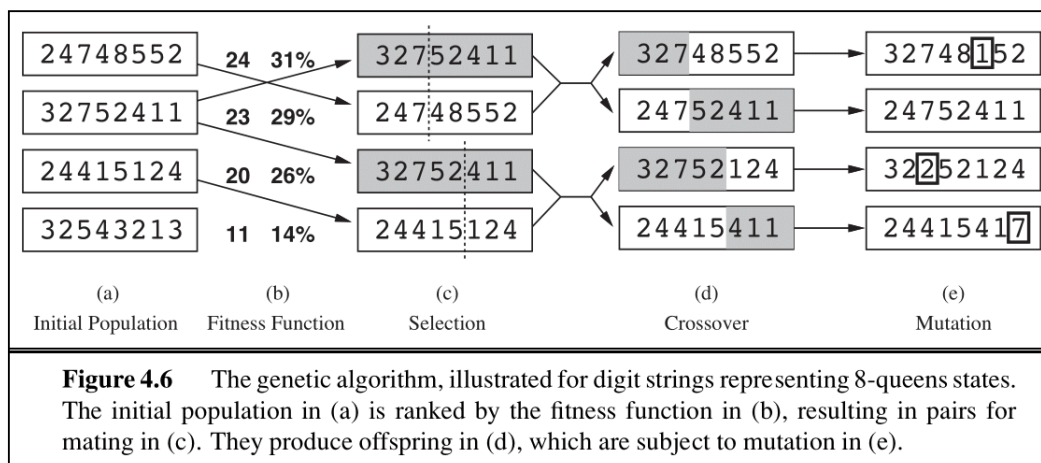 24748552 24 31% 32752411 32748552 32748152
32752411 23 29% 24748552 24752411 24752411
24415124 20 26% 32752411 32752124 32252124
32543213 11 14% 24415124 24415411 24415417
(a) (b) (c) (d) (e)
Initial Population Fitness Function Selection Crossover Mutation
Figure 4.6 The genetic algorithm, illustrated for digit strings representing 8-queens states.
The initial population in (a) is ranked by the fitness function in (b), resulting in pairs for
mating in (c). They produce offspring in (d), which are subject to mutation in (e).